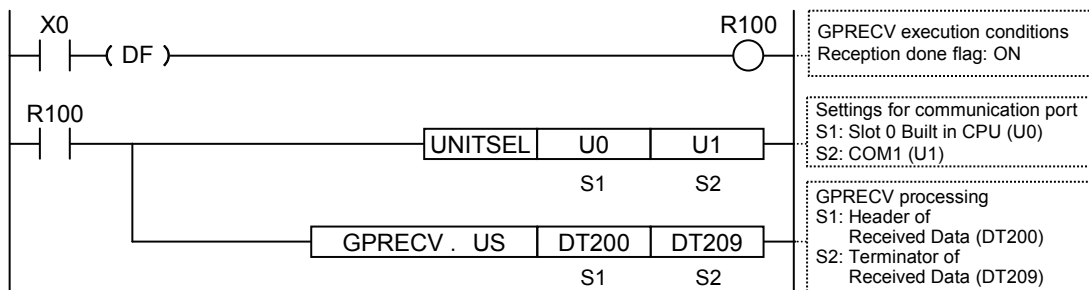 X0
( DF )
R100
GPRECV execution conditions
Reception done flag: ON
R100
UNITSEL U0 U1
S1 S2
Settings for communication port
S1: Slot 0 Built in CPU (U0)
S2: COM1 (U1)
GPRECV . US DT200 DT209
S1 S2
GPRECV processing
S1: Header of
Received Data (DT200)
S2: Terminator of
Received Data (DT209)